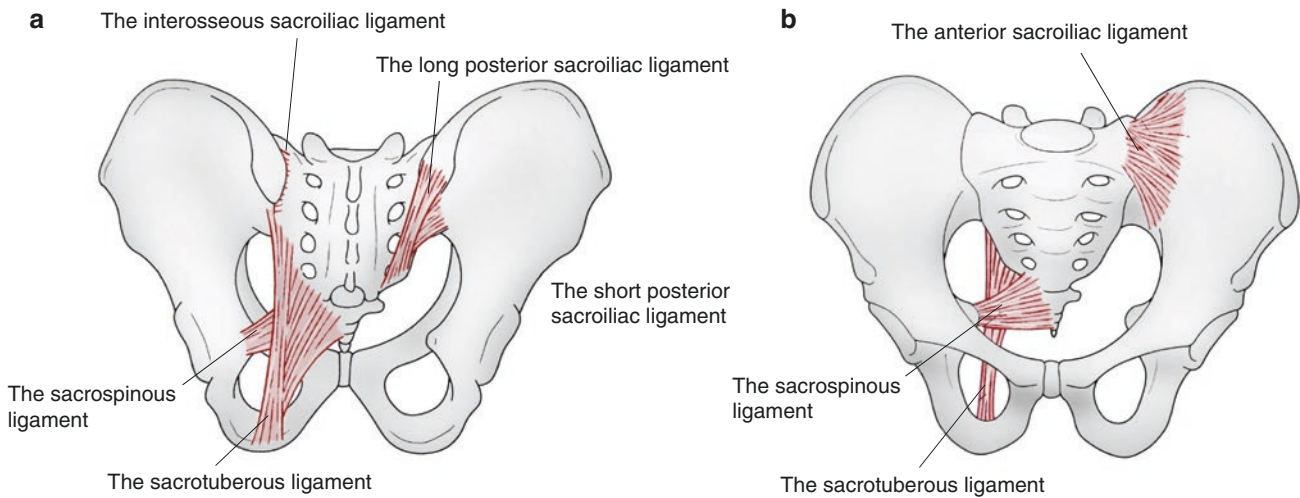 a
The interosseous sacroiliac ligament
The long posterior sacroiliac ligament
The short posterior
sacroiliac ligament
The sacrospinous
ligament
The sacrotuberous ligament
b
The anterior sacroiliac ligament
The sacrospinous
ligament
The sacrotuberous ligament